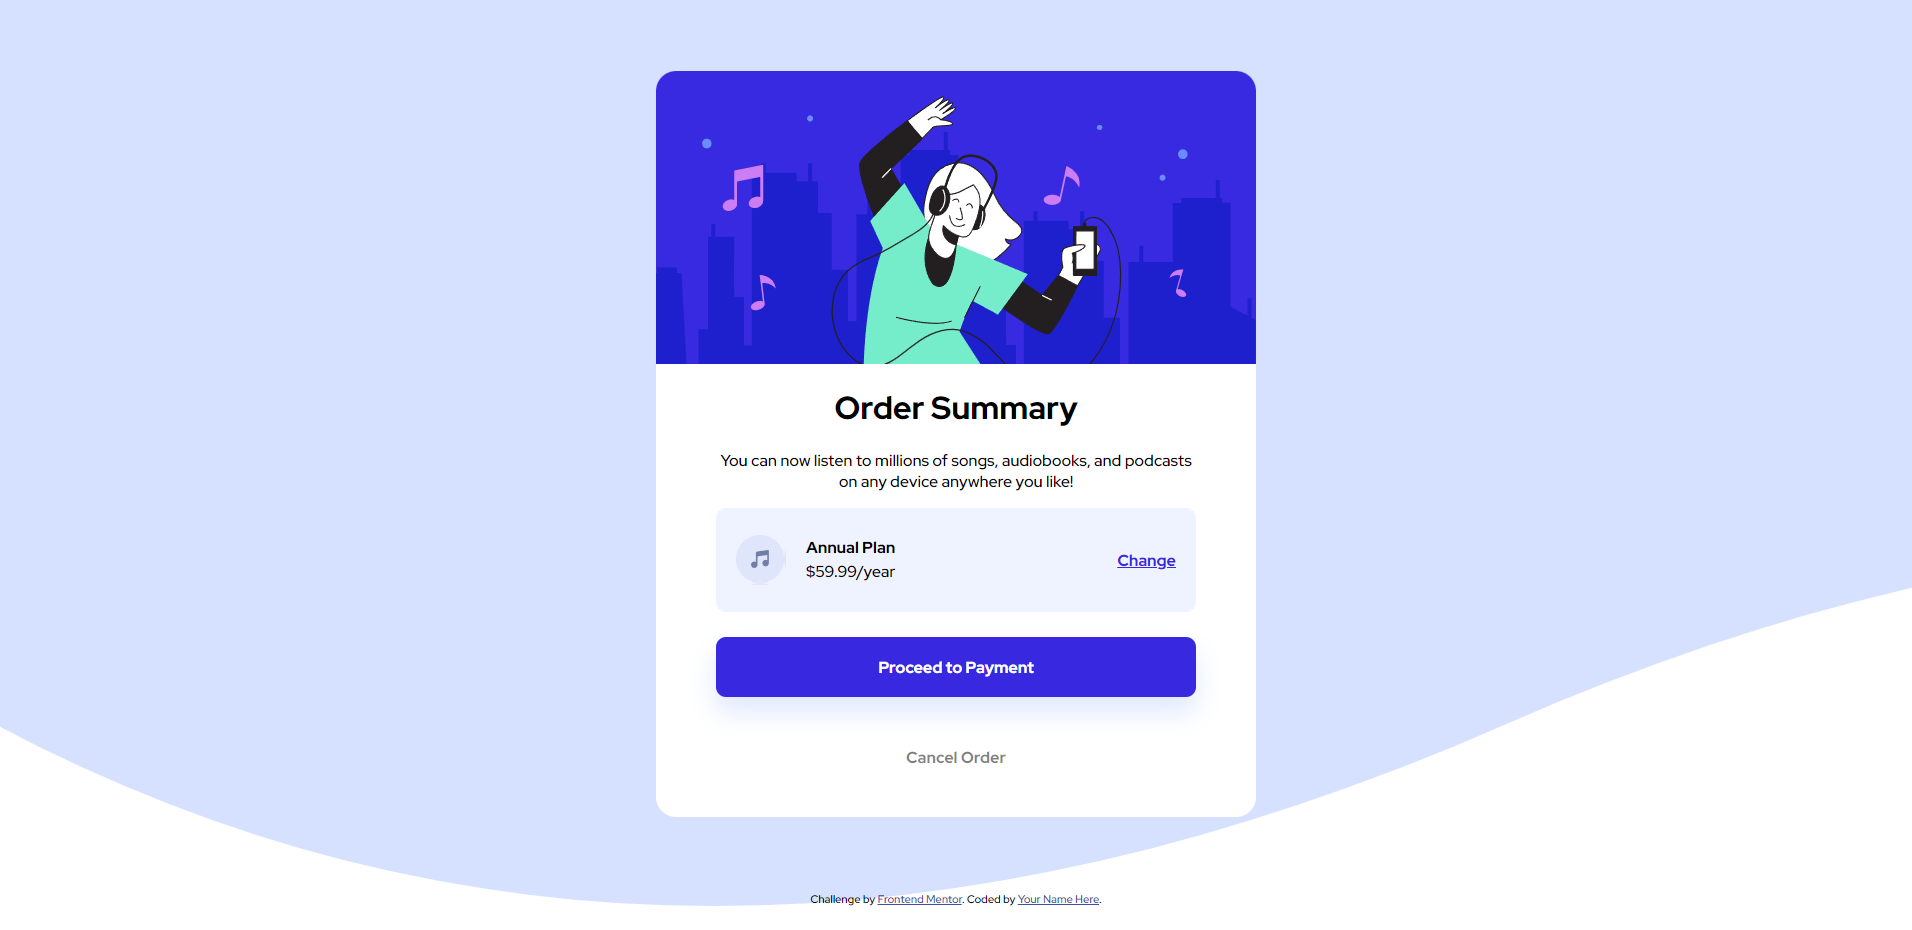 Order Summary
You can now listen to millions of songs, audiobooks, and podcasts
on any device anywhere you like!
Annual Plan
$59.99/year
Change
Proceed to Payment
Cancel Order
Challenge by Frontend Mentor. Coded by Your Name Here.